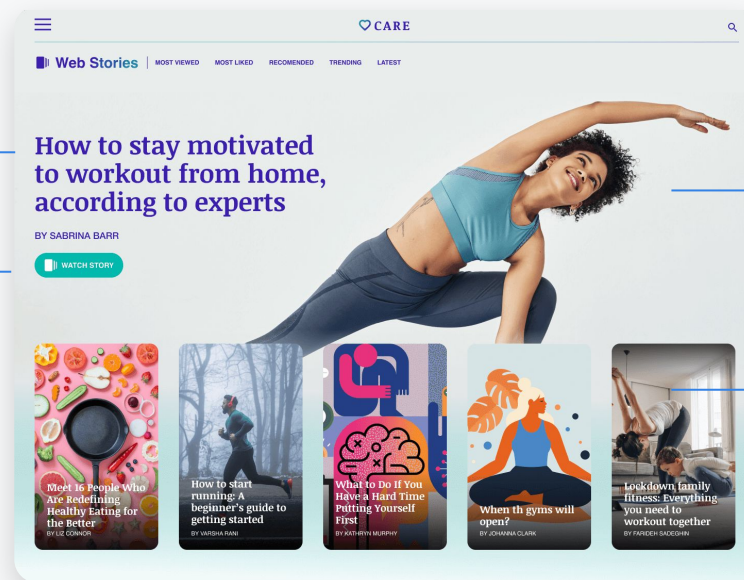 CARE
Web Stories
MOST VIEWED
MOST LIKED
RECOMENDED
TRENDING
LATEST
How to stay motivated
to workout from home,
according to experts
BY SABRINA BARR
WATCH STORY
Meet 16 People Who
Are Redefining
Healthy Eating for
the Better
BY LIZ CONNOR
How to start
running: A
beginner's guide to
getting started
BY VARSHA RANI
What to Do If You
Have a Hard Time
Putting Yourself
First
BY KATHRYN MURPHY
When th gyms will
open?
BY JOHANNA CLARK
Lockdown family
fitness: Everything
you need to
workout together
BY FARIDEH SADEGHIN